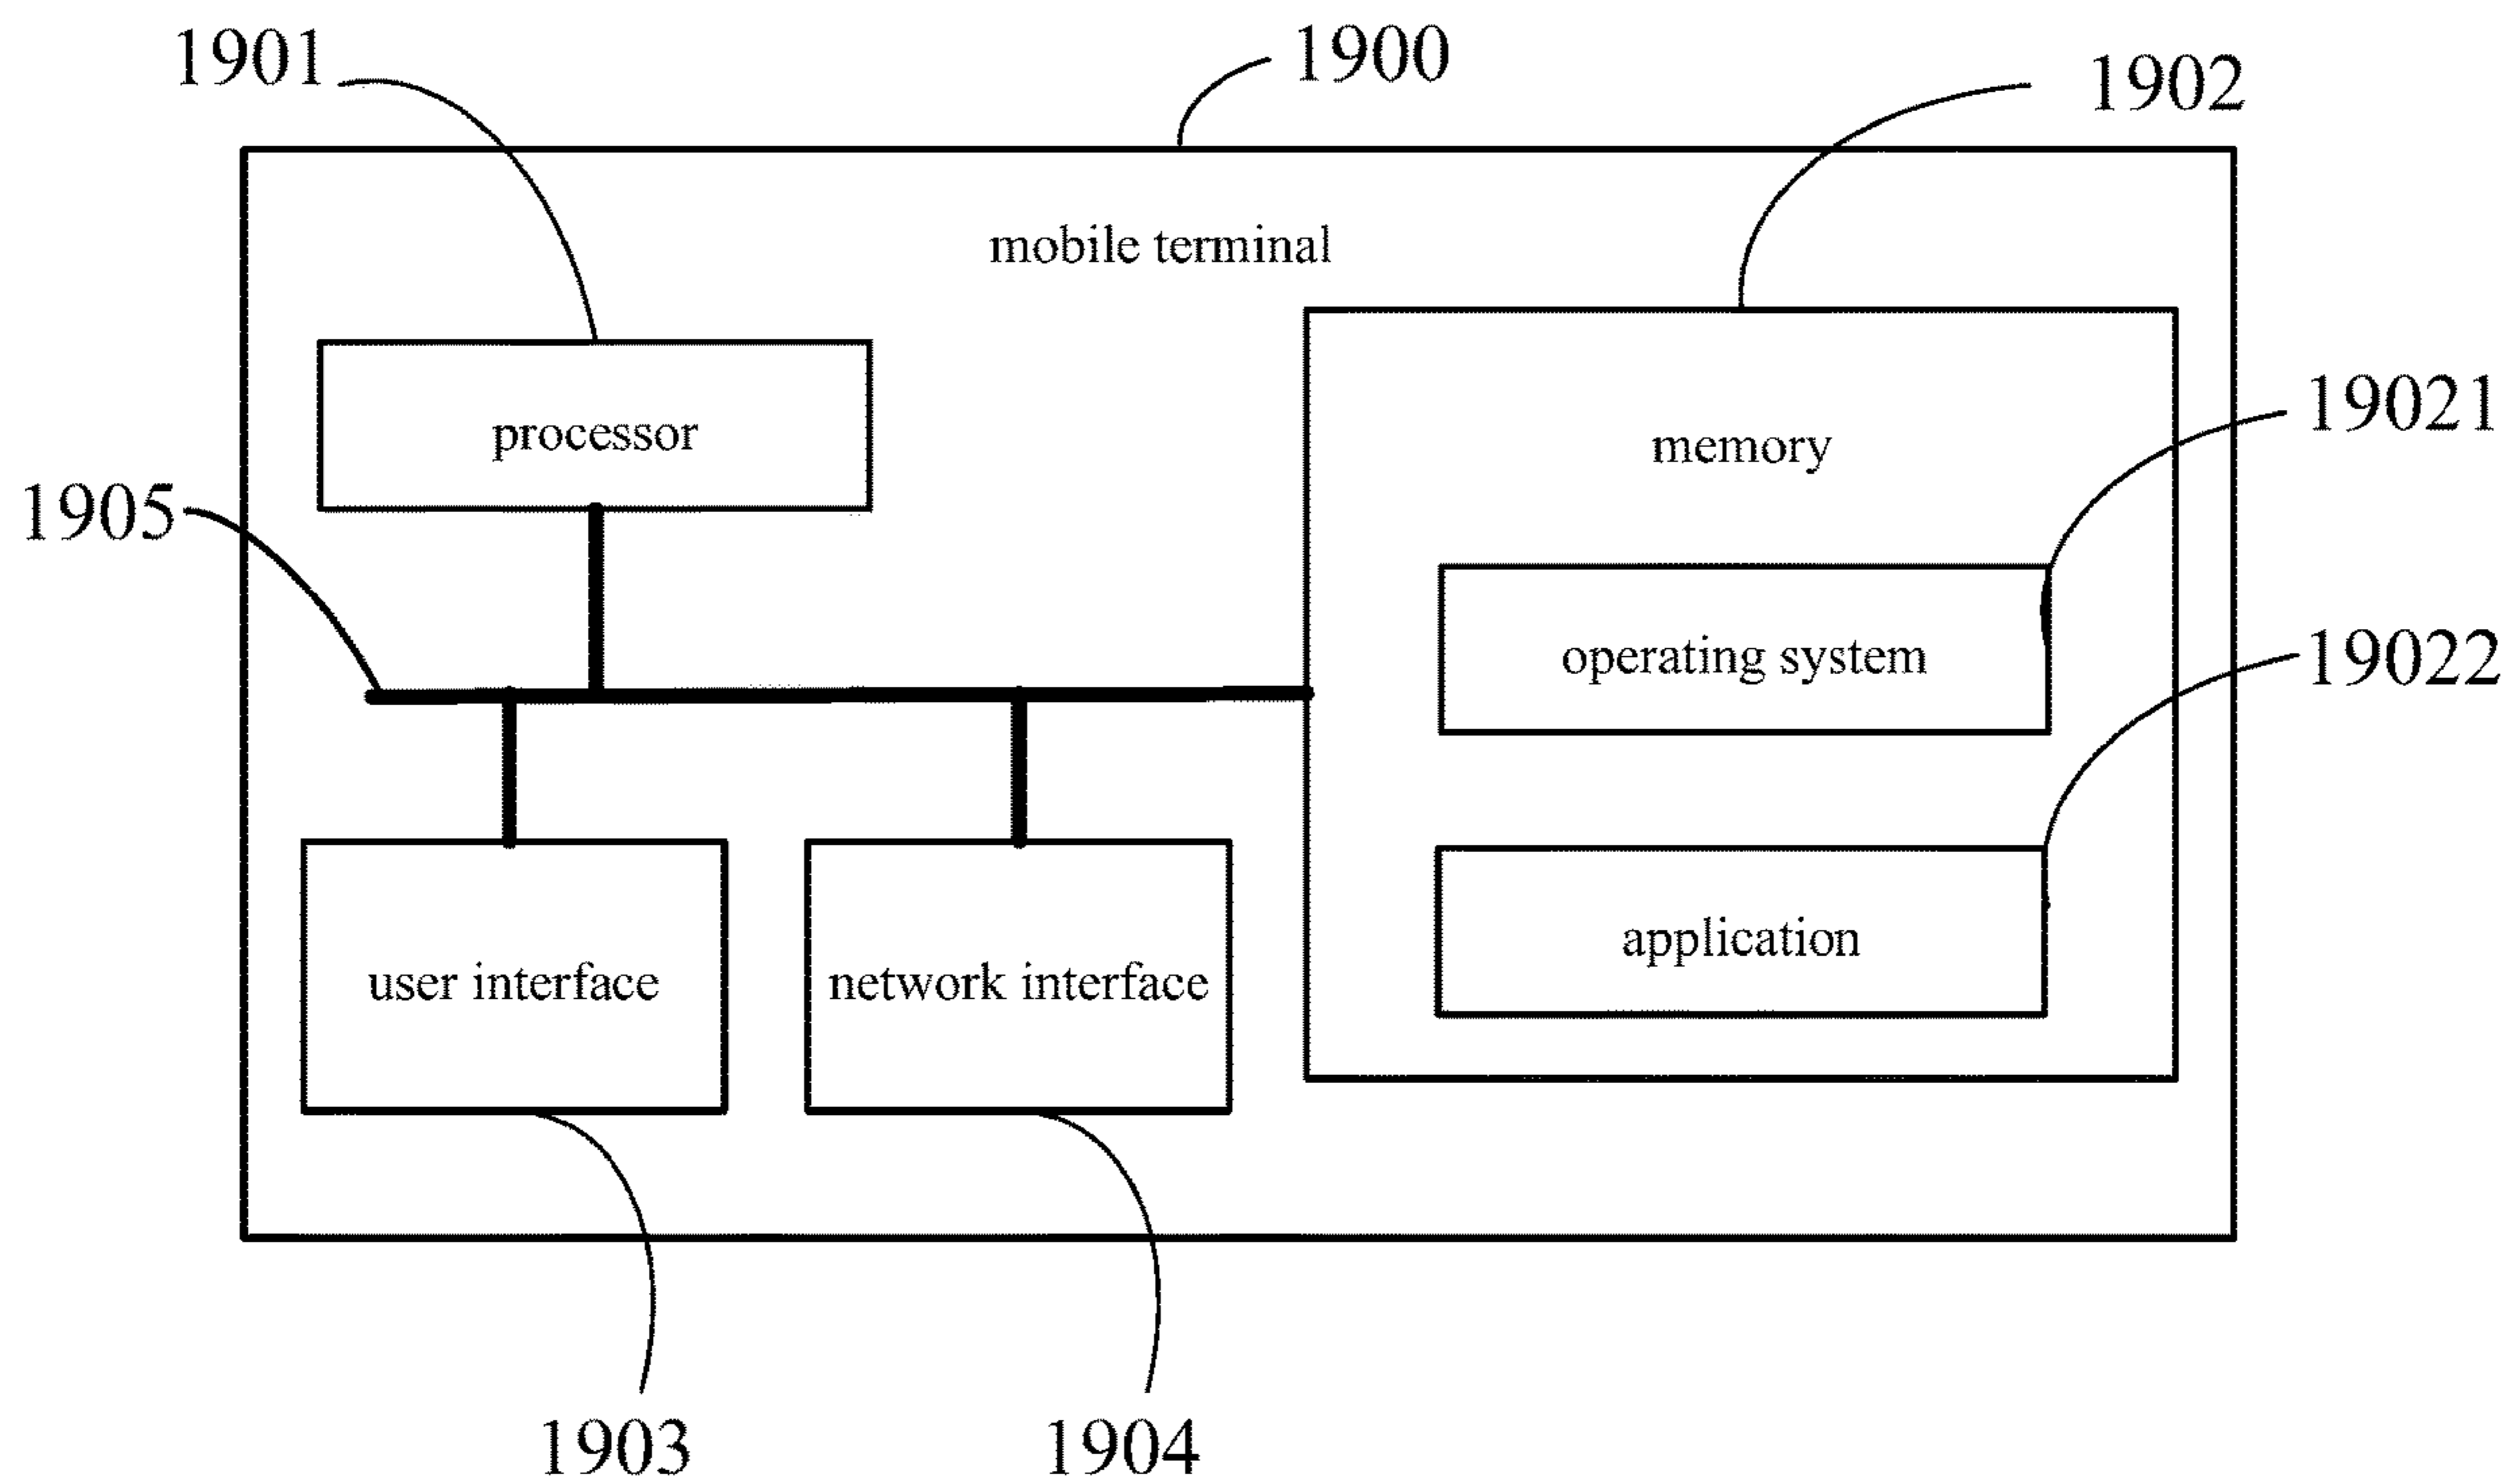 1901
1900
1902
mobile terminal
19021
processor
memory
1905
operating system
19022
application
user interface
network interface
1903
1904